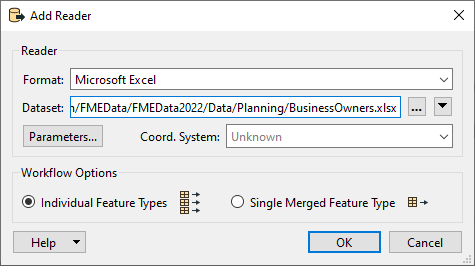 Add Reader
Reader
Format: Microsoft Excel
Dataset: n/FMEData/FMEData2022/Data/Planning/BusinessOwners.xlsx ...
Parameters... Coord. System: Unknown
Workflow Options
Individual Feature Types Single Merged Feature Type
Help OK Cancel